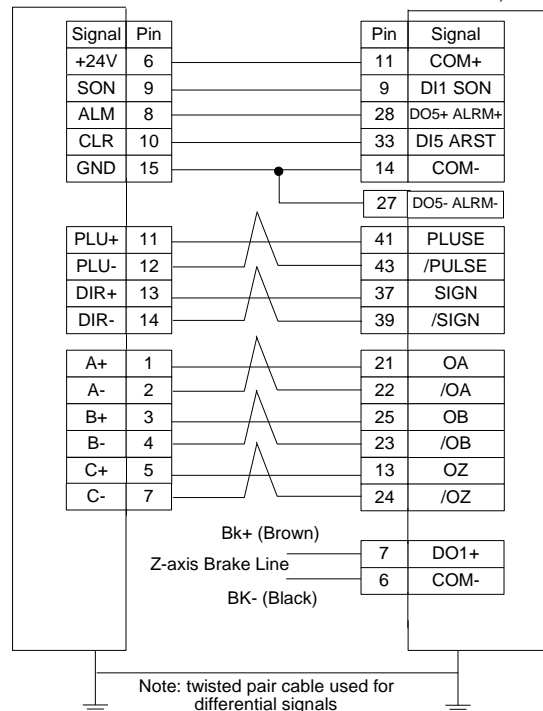 Signal Pin Pin Signal
+24V 6 11 COM+
SON 9 9 DI1 SON
ALM 8 28 DO5+ ALRM+
CLR 10 33 DI5 ARST
GND 15 14 COM-
27 DO5- ALRM-
PLU+ 11 41 PLUSE
PLU- 12 43 /PULSE
DIR+ 13 37 SIGN
DIR- 14 39 /SIGN
A+ 1 21 OA
A- 2 22 /OA
B+ 3 25 OB
B- 4 23 /OB
C+ 5 13 OZ
C- 7 24 /OZ
Bk+ (Brown)
7 DO1+
Z-axis Brake Line
6 COM-
BK- (Black)
Note: twisted pair cable used for
differential signals